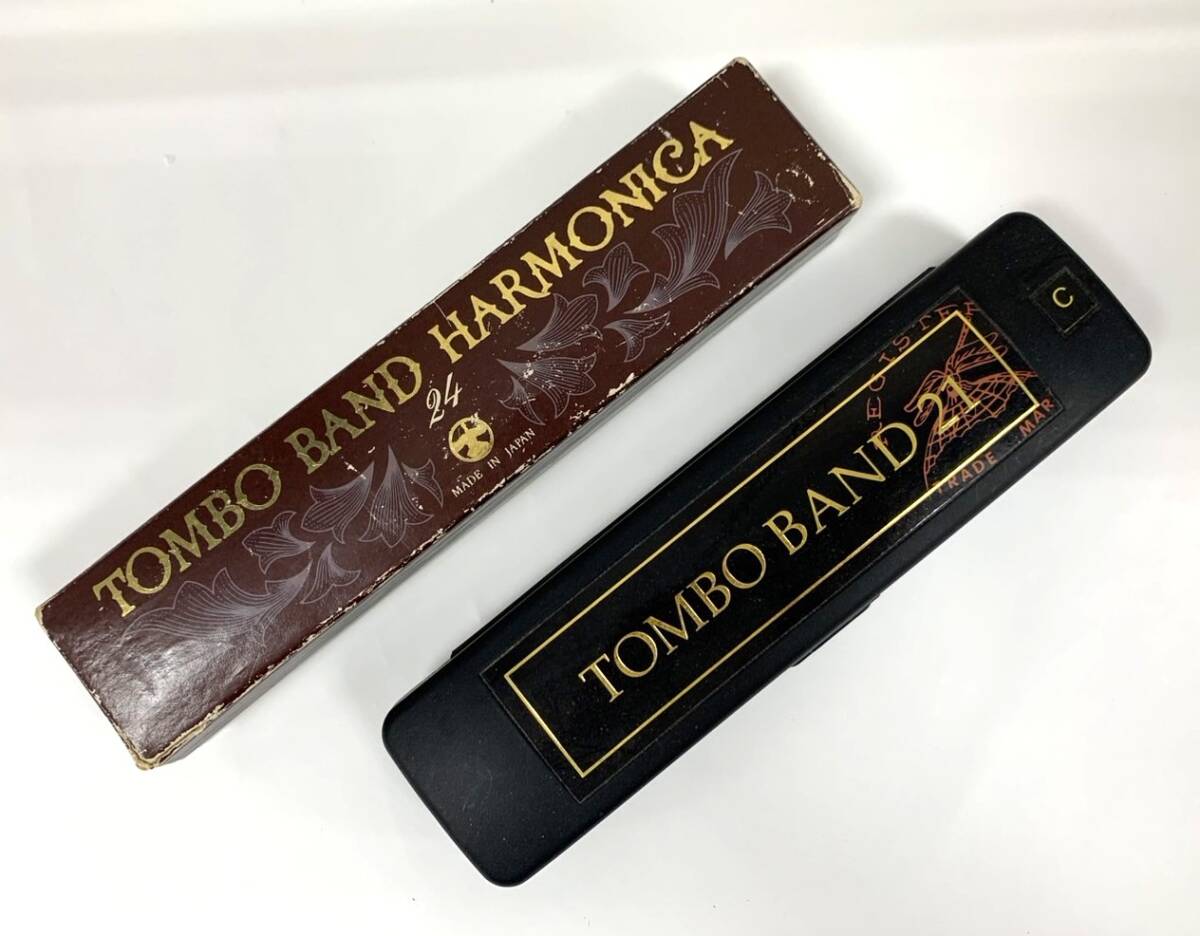 TOMBO BAND HARMONICA
24
MADE IN JAPAN
C
TOMBO BAND 21
TRADE MAR